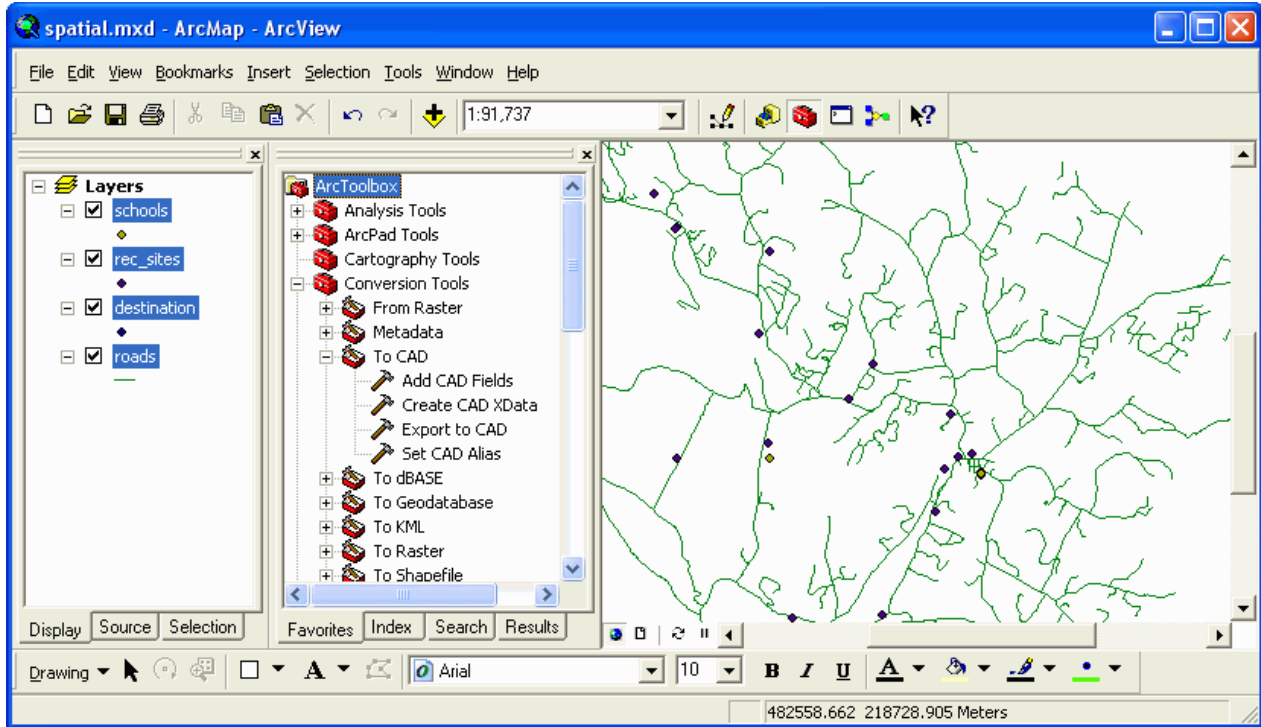 spatial.mxd - ArcMap - ArcView
File Edit View Bookmarks Insert Selection Tools Window Help
1:91,737
Layers
schools
rec_sites
destination
roads
Display Source Selection
ArcToolbox
Analysis Tools
ArcPad Tools
Cartography Tools
Conversion Tools
From Raster
Metadata
To CAD
Add CAD Fields
Create CAD XData
Export to CAD
Set CAD Alias
To dBASE
To Geodatabase
To KML
To Raster
To Shapefile
Favorites Index Search Results
Drawing A Arial 10 B I U A
482558.662 218728.905 Meters